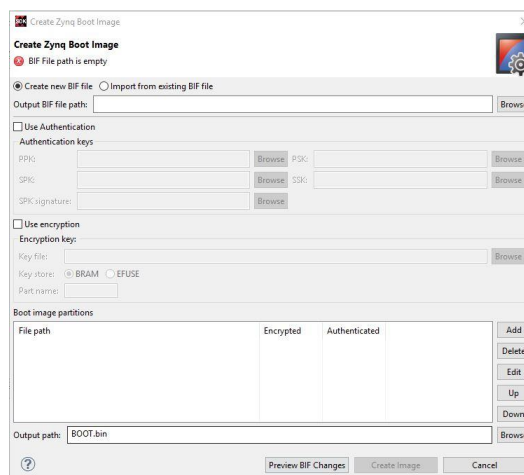 SDK Create Zynq Boot Image
Create Zynq Boot Image
BIF File path is empty
Create new BIF file Import from existing BIF file
Output BIF file path: Brows
Use Authentication
Authentication keys
PPK: Browse PSK: Browse
SPK: Browse SSK: Browse
SPK signature: Browse
Use encryption
Encryption key:
Key file: Browse
Key store: BRAM EFUSE
Part name:
Boot image partitions
File path Encrypted Authenticated
Add
Delete
Edit
Up
Down
Output path: BOOT.bin Brows
? Preview BIF Changes Create Image Cancel